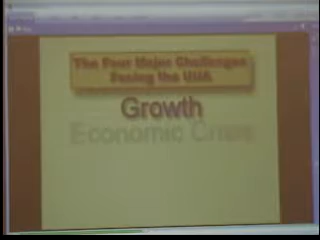 The Four Major Challenges
Facing the UUA
Growth
Economic Crisis